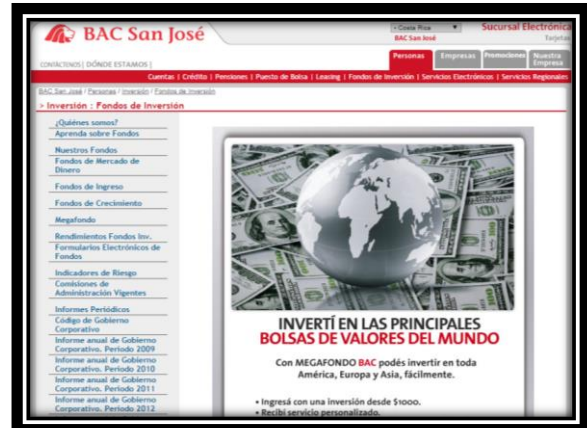 BAC San José
Costa Rica
BAC San José
Sucursal Electrónica
Tarjetas
Personas
Empresas
Promociones
Nuestra Empresa
CONTÁCTENOS | DÓNDE ESTAMOS |
Cuentas | Crédito | Pensiones | Puesto de Bolsa | Leasing | Fondos de Inversión | Servicios Electrónicos | Servicios Regionales
BAC San José / Personas / Inversión / Fondos de Inversión
> Inversión : Fondos de Inversión
¿Quiénes somos?
Aprenda sobre Fondos
Nuestros Fondos
Fondos de Mercado de
Dinero
Fondos de Ingreso
Fondos de Crecimiento
Megafondo
Rendimientos Fondos Inv.
Formularios Electrónicos de
Fondos
Indicadores de Riesgo
Comisiones de
Administración Vigentes
Informes Periódicos
Código de Gobierno
Corporativo
Informe anual de Gobierno
Corporativo. Periodo 2009
Informe anual de Gobierno
Corporativo. Periodo 2010
Informe anual de Gobierno
Corporativo. Periodo 2011
Informe anual de Gobierno
Corporativo. Periodo 2012
INVERTÍ EN LAS PRINCIPALES
BOLSAS DE VALORES DEL MUNDO
Con MEGAFONDO BAC podés invertir en toda
América, Europa y Asia, fácilmente.
• Ingresá con una inversión desde $1000.
• Recibí servicio personalizado.